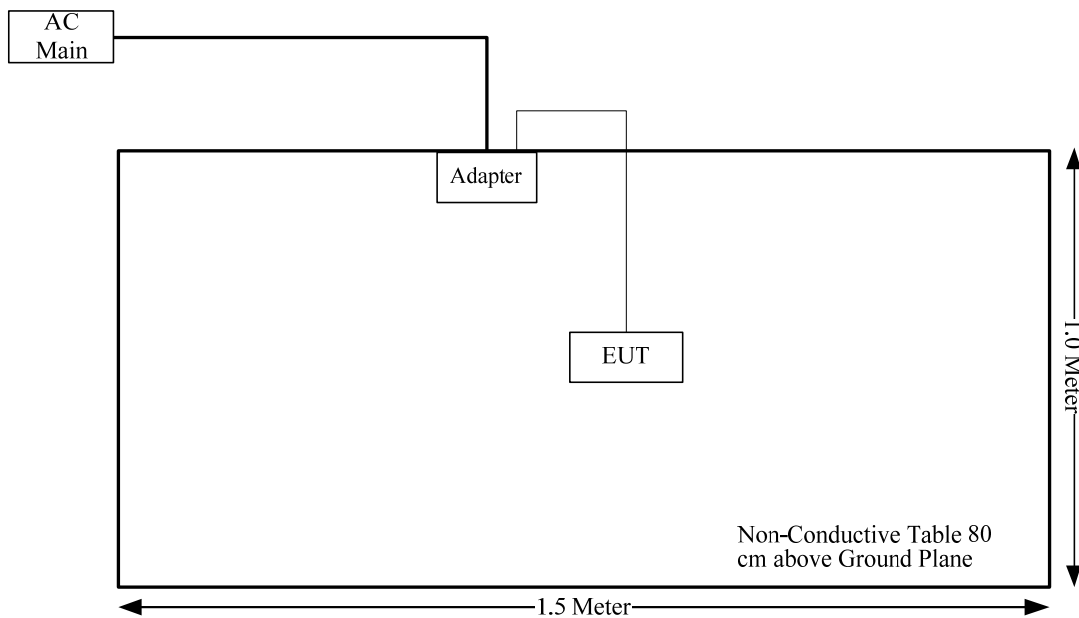 AC
Main
Adapter
EUT
1.0 Meter
Non-Conductive Table 80
cm above Ground Plane
1.5 Meter